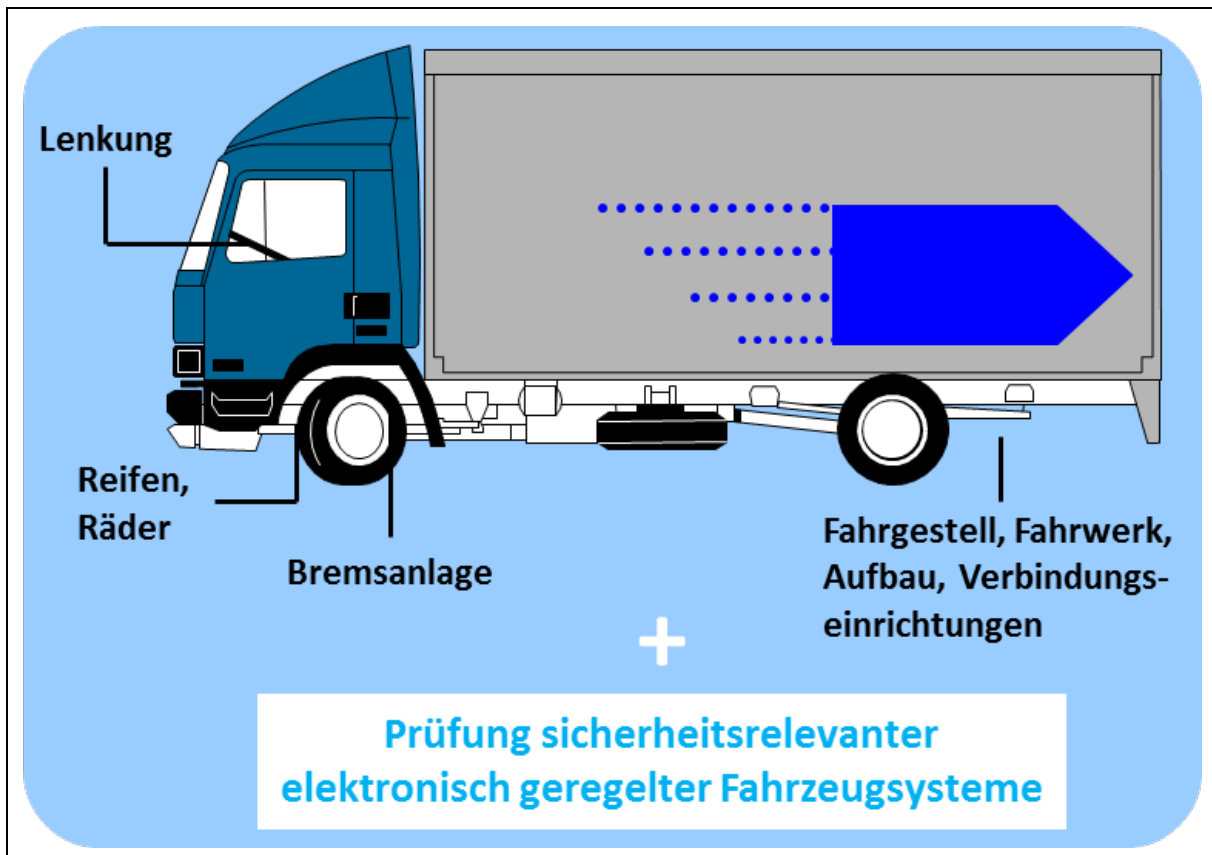 Lenkung
Reifen,
Räder
Bremsanlage
Fahrgestell, Fahrwerk,
Aufbau, Verbindungs-
einrichtungen
+
Prüfung sicherheitsrelevanter
elektronisch geregelter Fahrzeugsysteme